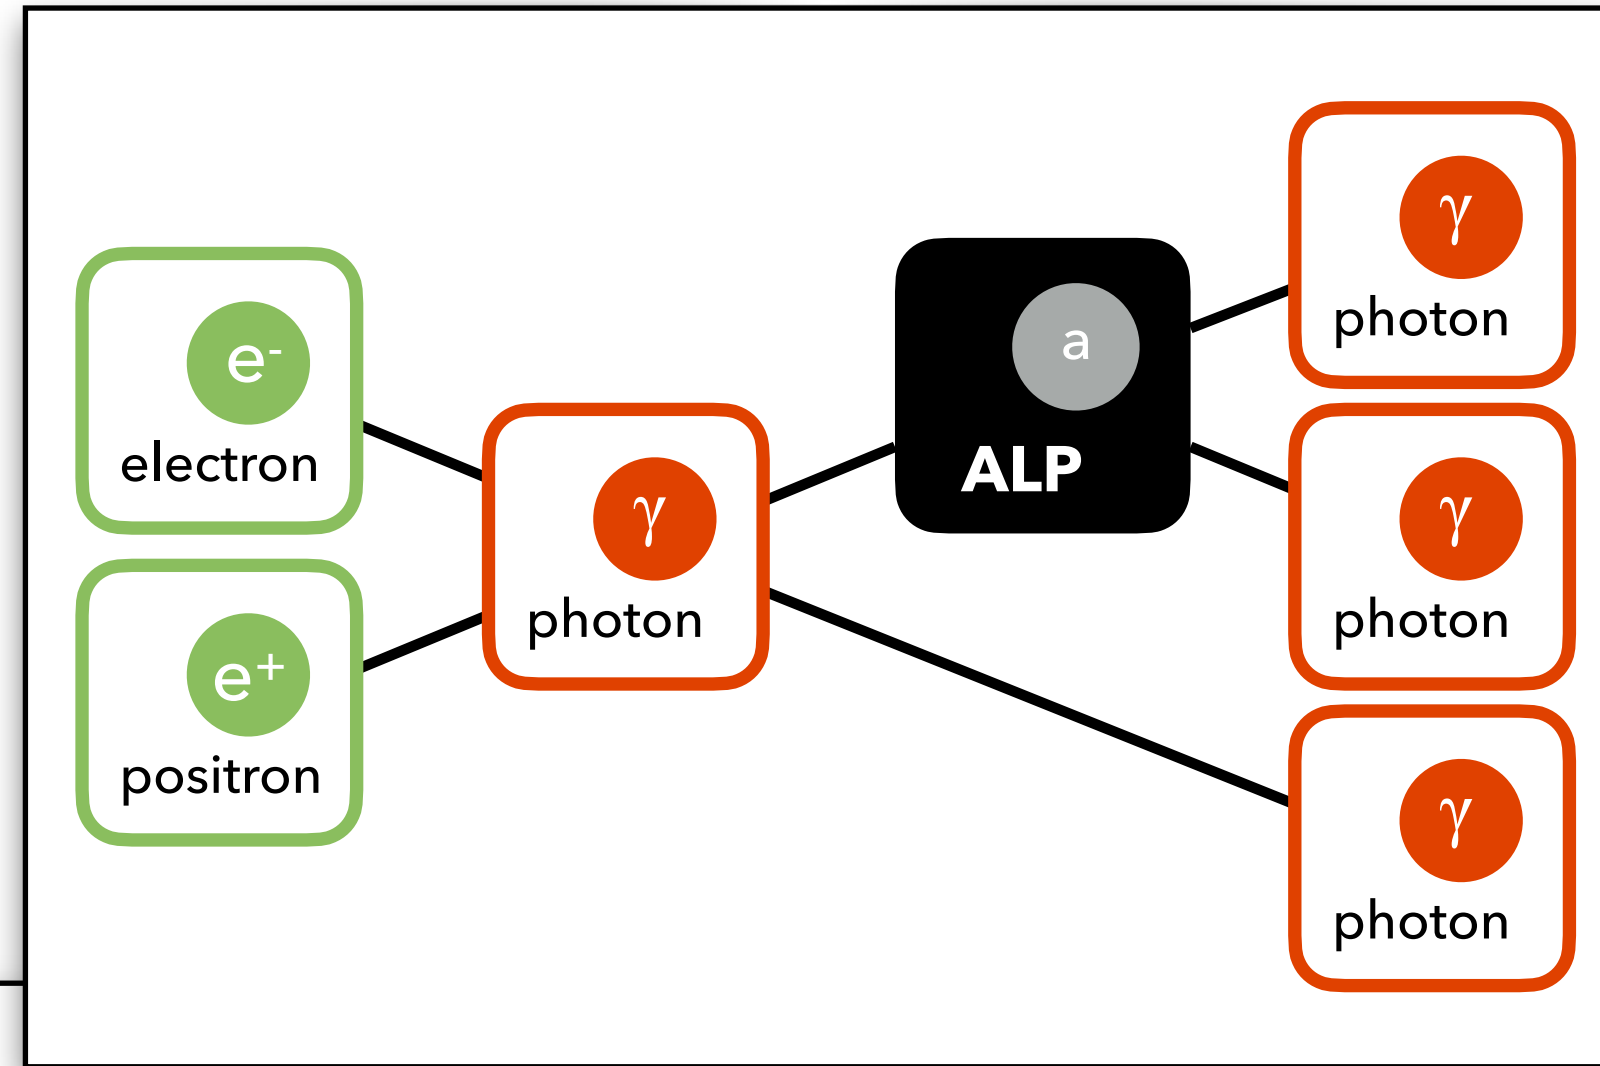 e-
electron
e+
positron
γ
photon
a
ALP
γ
photon
γ
photon
γ
photon